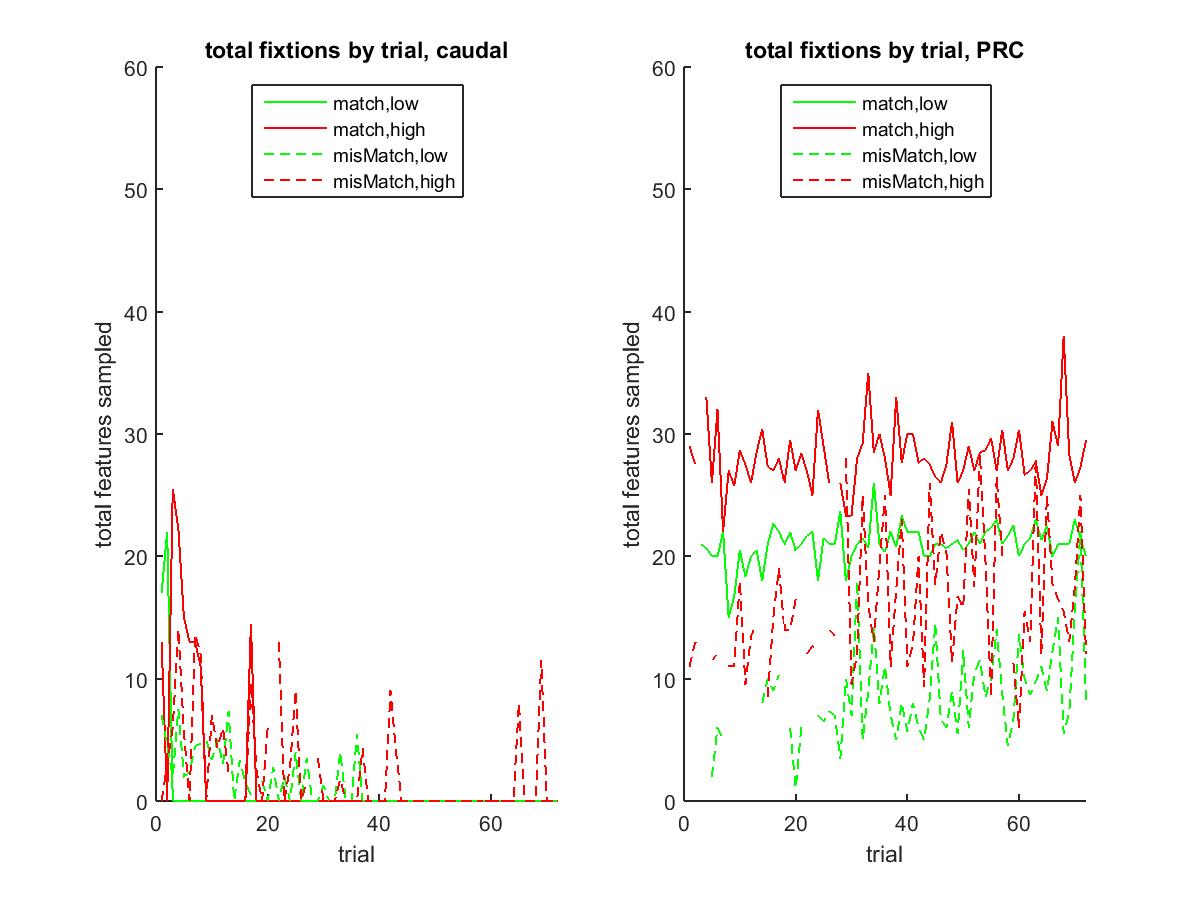 total fixtions by trial, caudal
60
50
40
30
20
10
0
total features sampled
match,low
match,high
misMatch,low
misMatch,high
0 20 40 60
trial
total fixtions by trial, PRC
60
50
40
30
20
10
0
total features sampled
match,low
match,high
misMatch,low
misMatch,high
0 20 40 60
trial